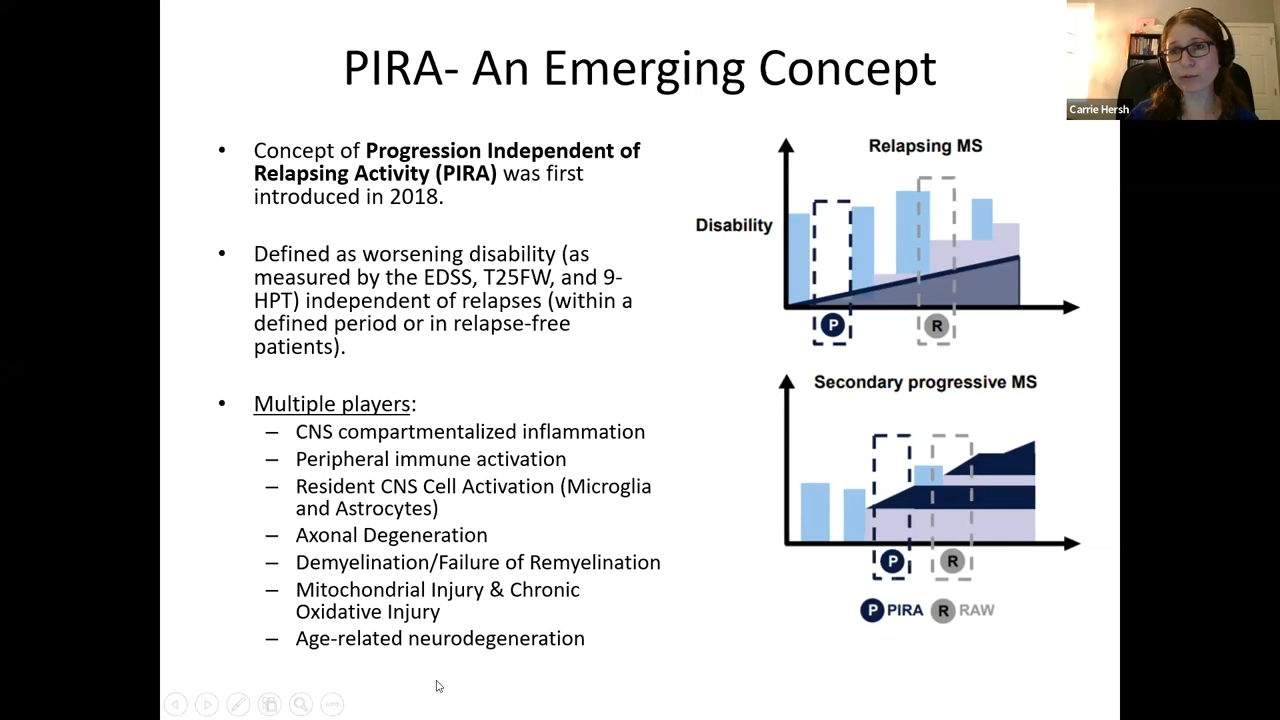 PIRA- An Emerging Concept
Carrie Hersh
• Concept of Progression Independent of
Relapsing Activity (PIRA) was first
introduced in 2018.
• Defined as worsening disability (as
measured by the EDSS, T25FW, and 9-
HPT) independent of relapses (within a
defined period or in relapse-free
patients).
• Multiple players:
– CNS compartmentalized inflammation
– Peripheral immune activation
– Resident CNS Cell Activation (Microglia
and Astrocytes)
– Axonal Degeneration
– Demyelination/Failure of Remyelination
– Mitochondrial Injury & Chronic
Oxidative Injury
– Age-related neurodegeneration
Relapsing MS
Disability
P R
Secondary progressive MS
P R
P PIRA R RAW